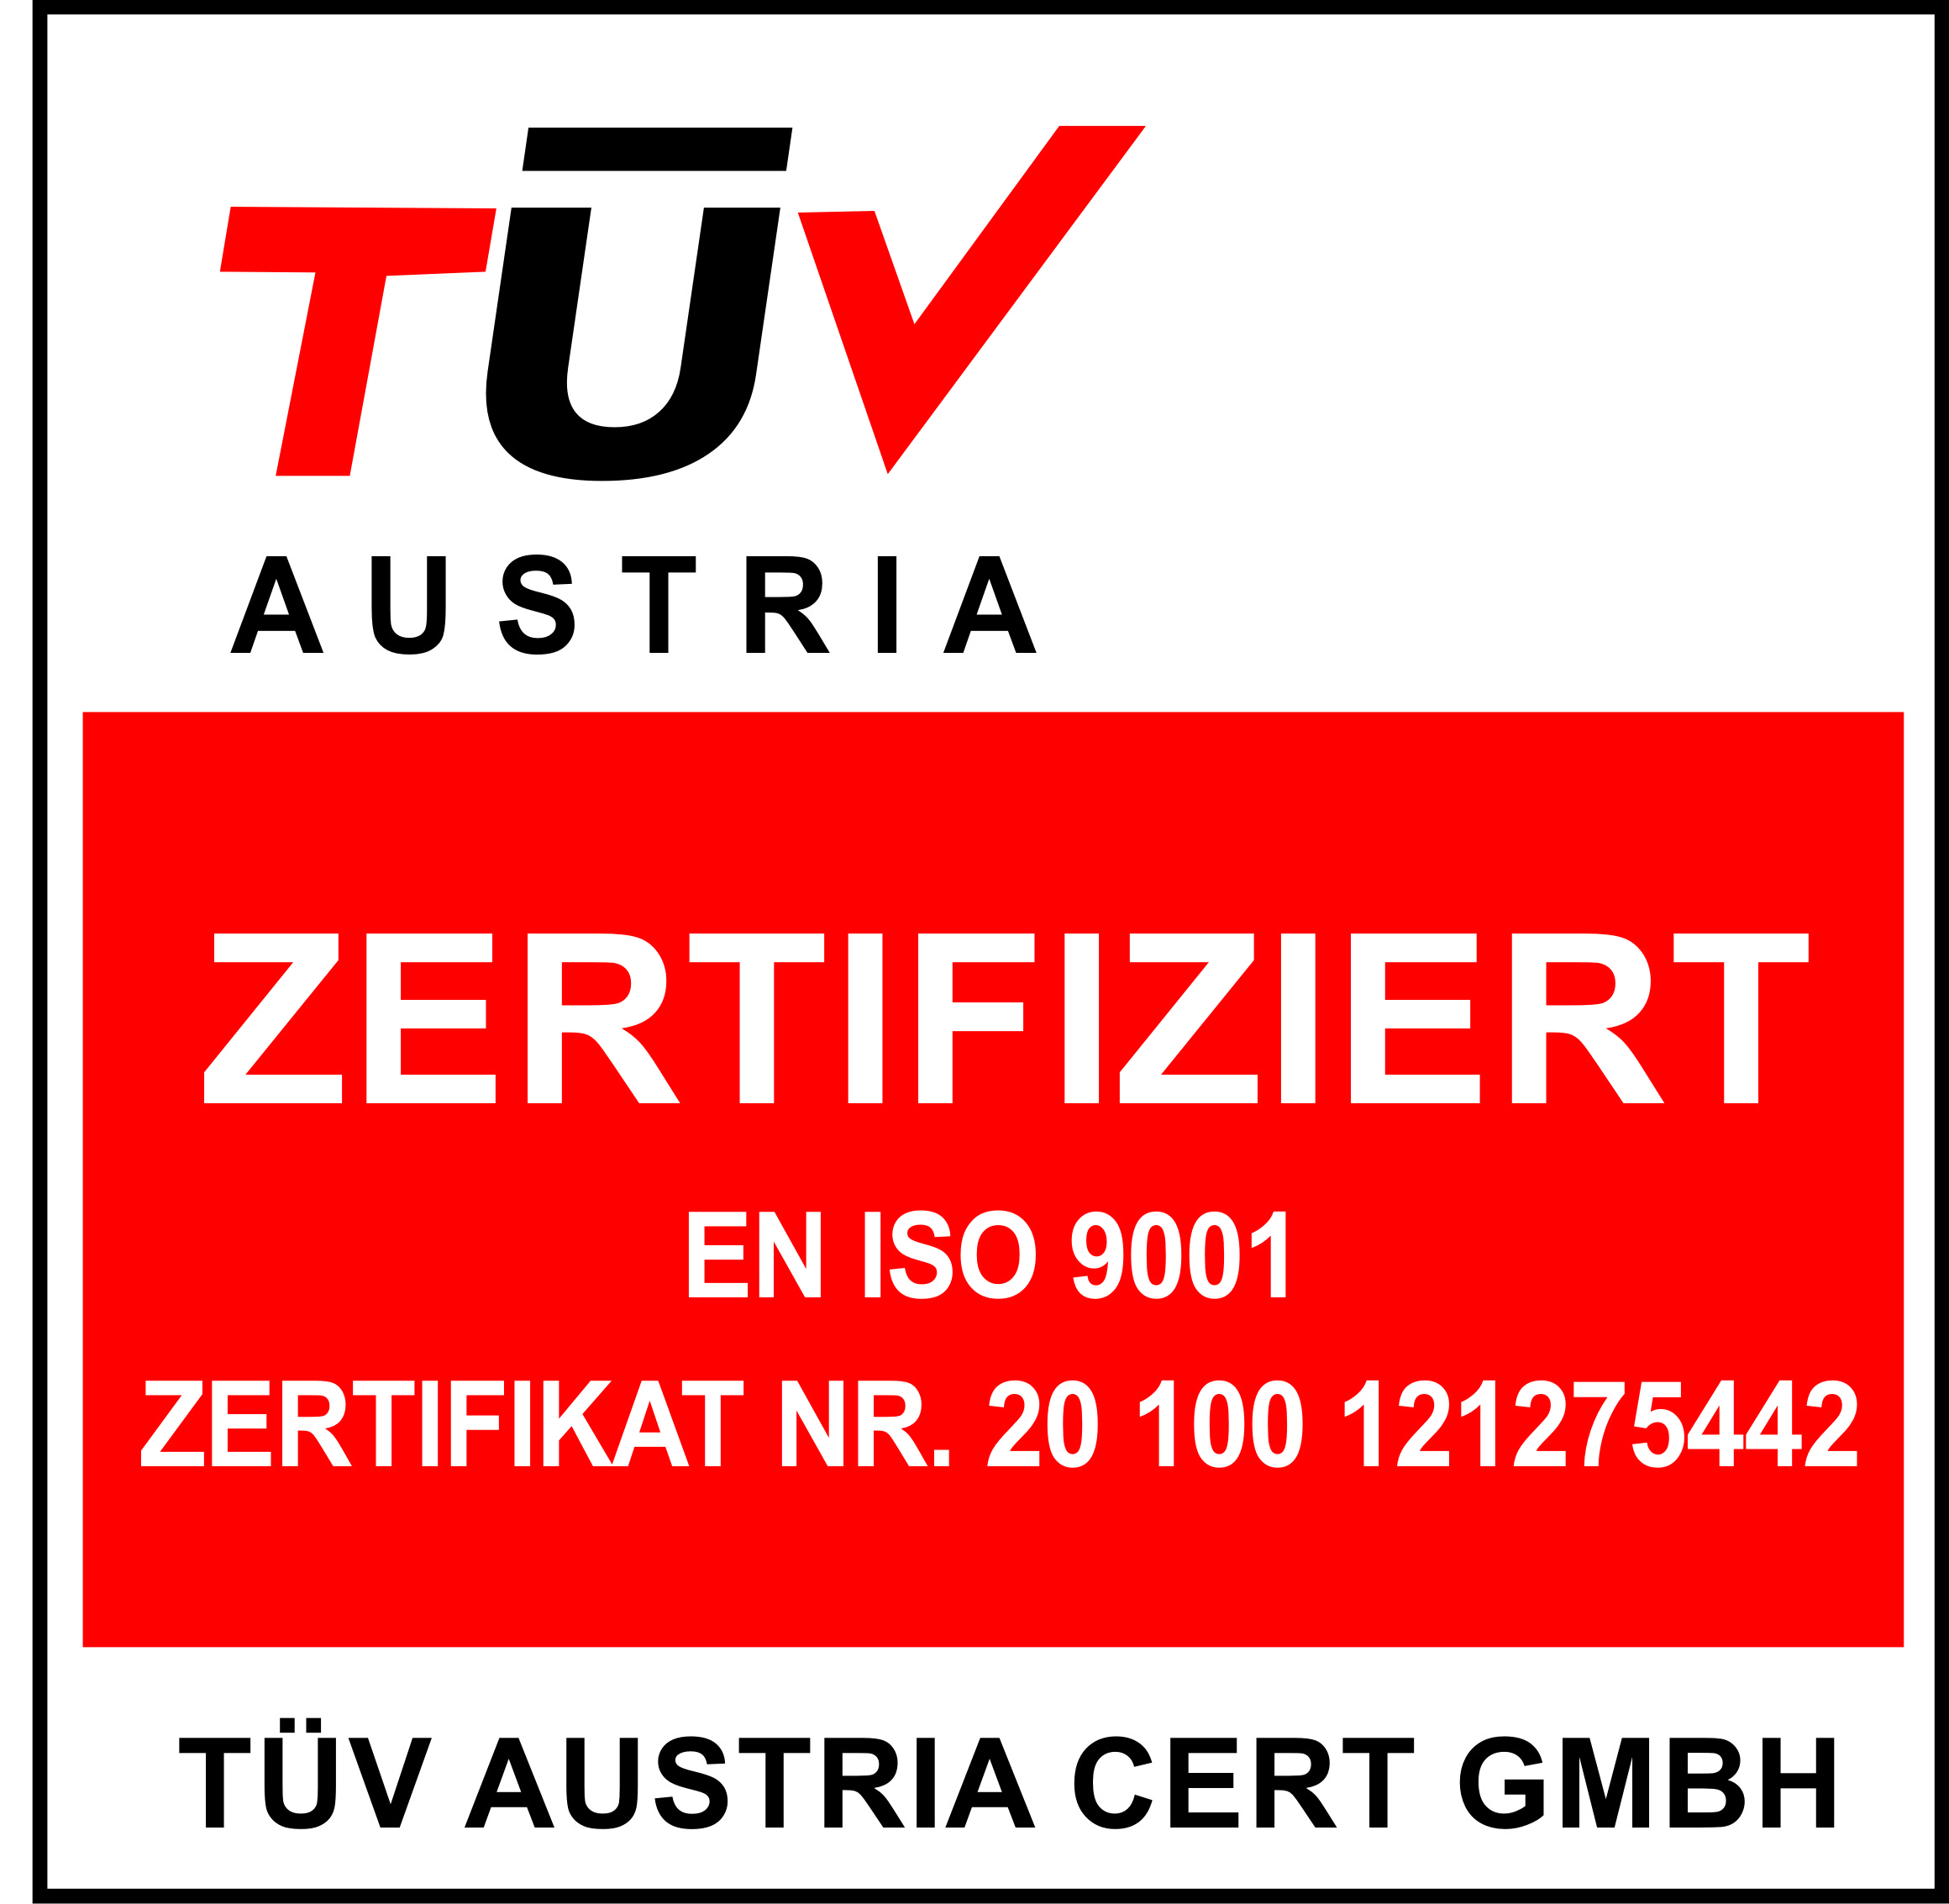 TÜV
AUSTRIA
ZERTIFIZIERT
EN ISO 9001
ZERTIFIKAT NR. 20 100 121275442
TÜV AUSTRIA CERT GMBH